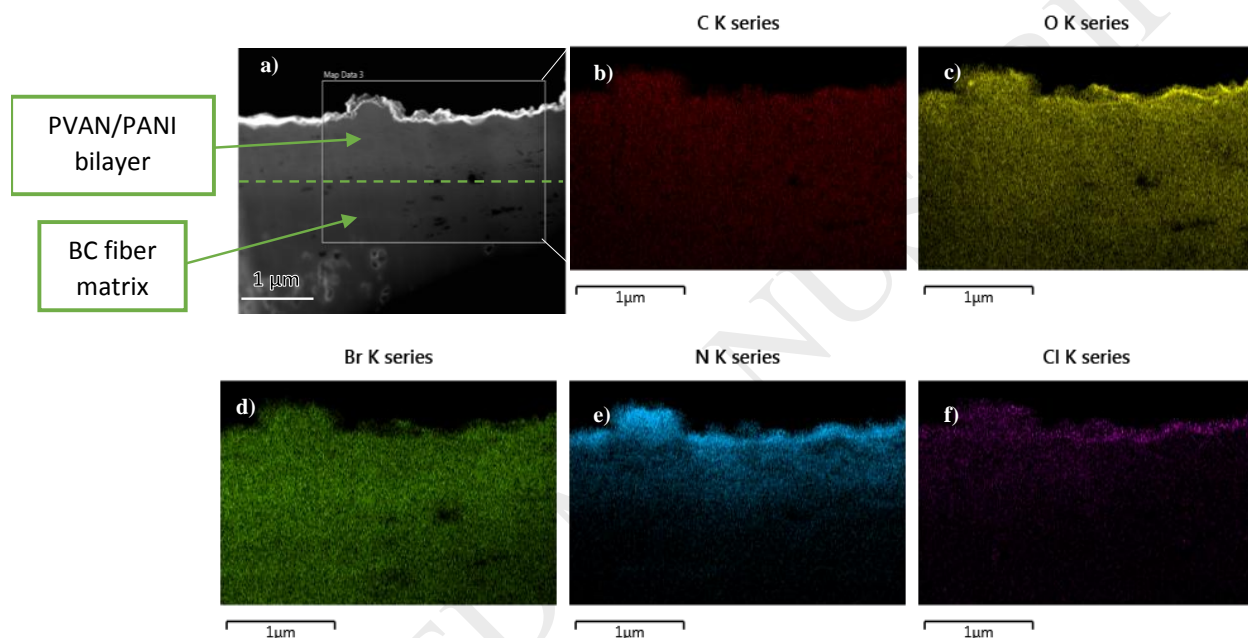 C K series
O K series
a)
Map Data 3
b)
c)
PVAN/PANI
bilayer
BC fiber
matrix
1 µm
1µm
1µm
Br K series
N K series
Cl K series
d)
e)
f)
1µm
1µm
1µm